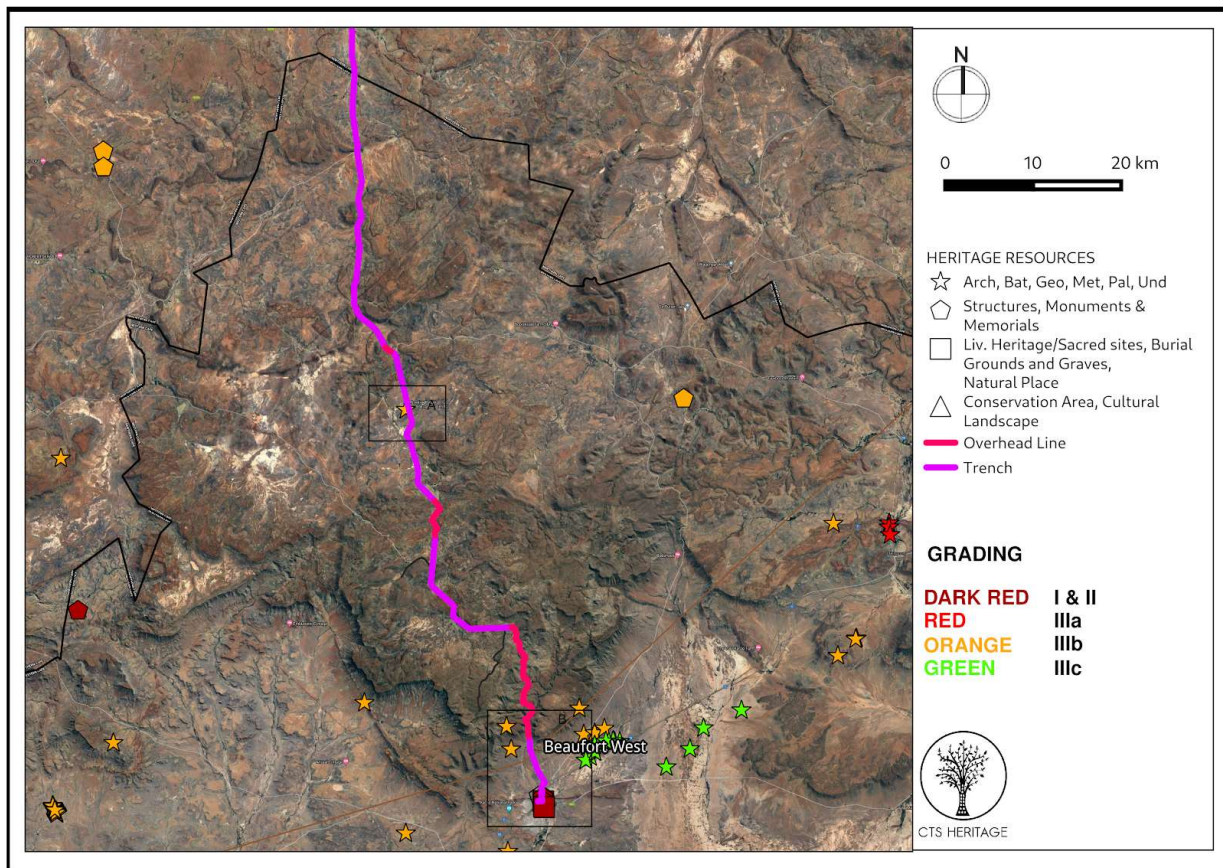 N
0 10 20 km
HERITAGE RESOURCES
Arch, Bat, Geo, Met, Pal, Und
Structures, Monuments &
Memorials
Liv. Heritage/Sacred sites, Burial
Grounds and Graves,
Natural Place
Conservation Area, Cultural
Landscape
Overhead Line
Trench
GRADING
DARK RED I & II
RED IIIa
ORANGE IIIb
GREEN IIIc
CTS HERITAGE
A
B
Beaufort West